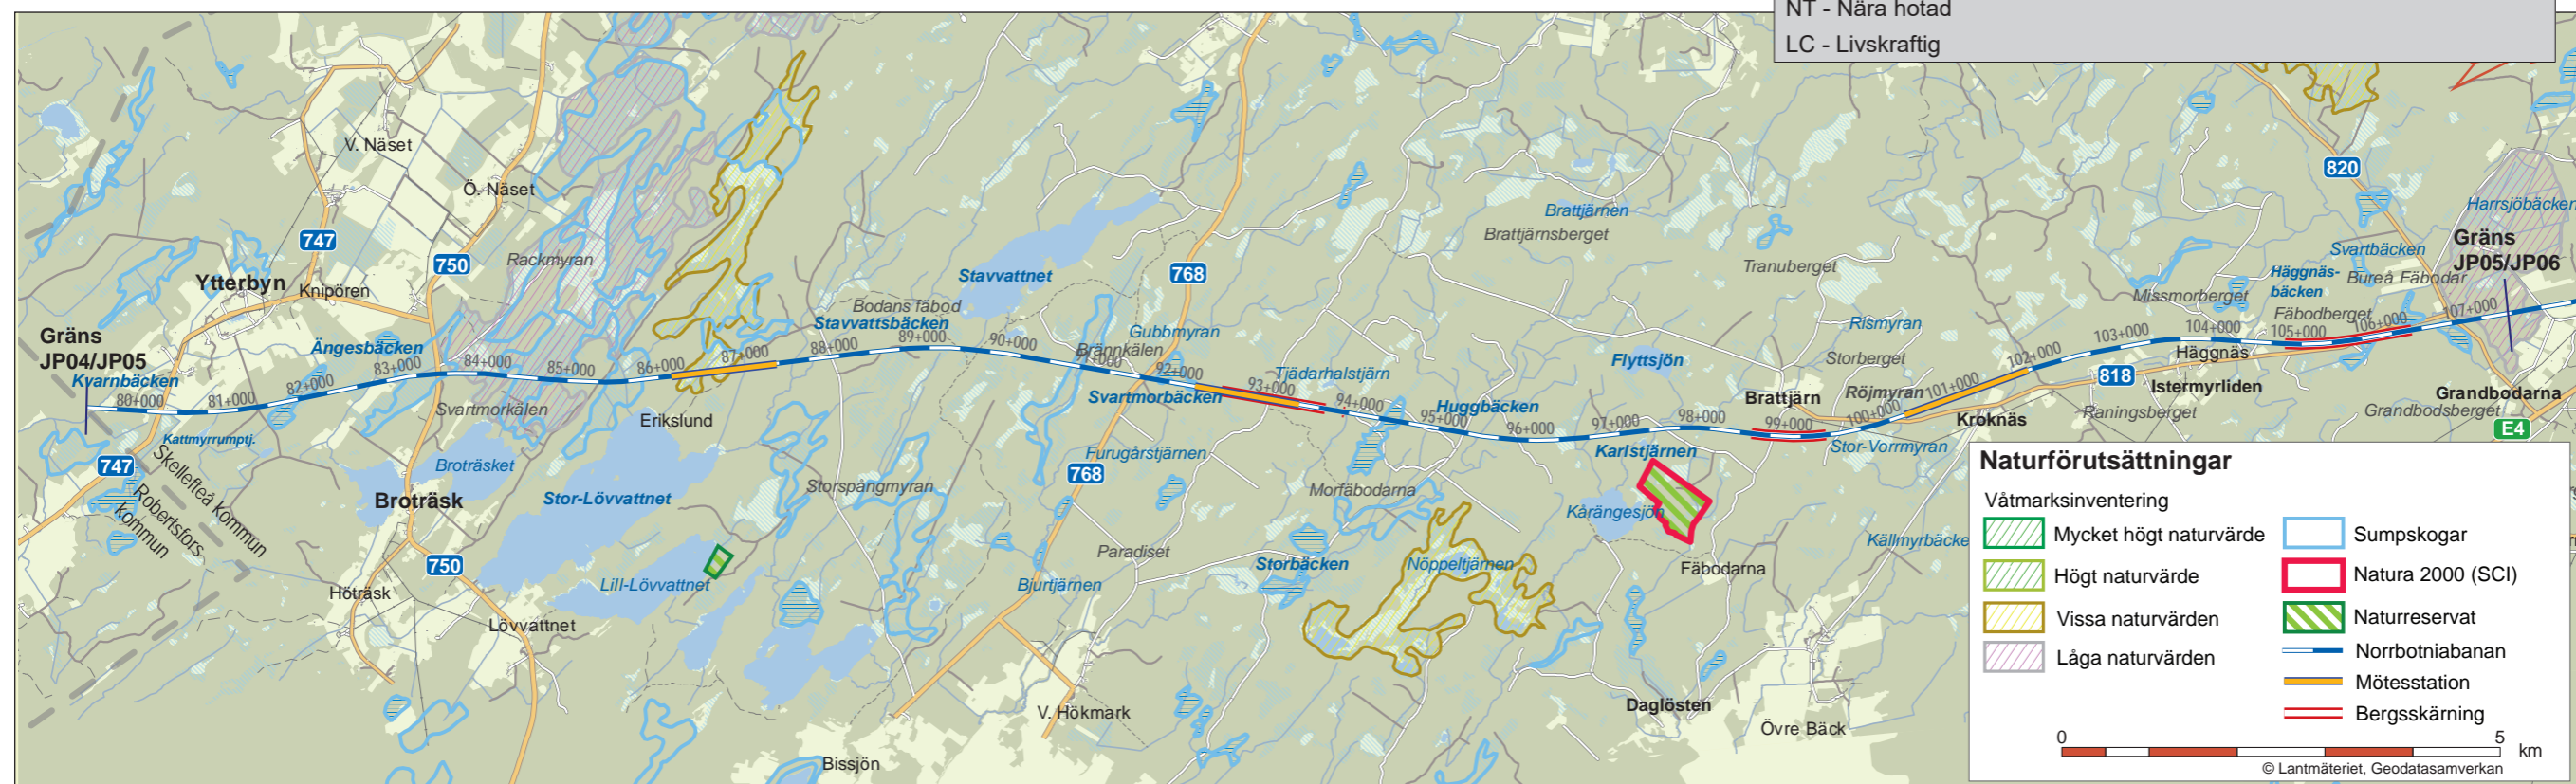 NT - Nära hotad
LC - Livskraftig
V. Näset
Ö. Näset
747
750
Rackmyran
Ytterbyn
Knipören
Gräns
JP04/JP05
Kvarnbäcken
Ängesbäcken
80+000
81+000
82+000
83+000
84+000
85+000
86+000
87+000
88+000
89+000
90+000
91+000
92+000
93+000
94+000
95+000
96+000
97+000
98+000
99+000
100+000
101+000
102+000
103+000
104+000
105+000
106+000
107+000
Kattmyrrumptj.
747
Skellefteå kommun
Robertsfors
kommun
Svartmorkälen
Broträsket
Broträsk
Stor-Lövvattnet
Erikslund
750
Höträsk
Lövvattnet
Lill-Lövvattnet
Bodans fäbod
Stavvattsbäcken
Stavvattnet
768
Gubbmyran
Brännkälen
Svartmorbäcken
Tjädarhalstjärn
Furugårstjärnen
768
Storspångmyran
Paradiset
Bjurtjärnen
V. Hökmark
Bissjön
Huggbäcken
Morfäbodarna
Storbäcken
Nöppeltjärnen
Brattjärnen
Brattjärnsberget
Tranuberget
Flyttsjön
Karlstjärnen
Kårängesjön
Fäbodarna
Daglösten
Övre Bäck
Brattjärn
Rismyran
Storberget
Röjmyran
Stor-Vorrmyran
Kroknäs
Källmyrbäcke
Missmorberget
818
Raningsberget
Häggnäs
Istermyrliden
Häggnäs-
bäcken
Fäbodberget
Svartbäcken
Bureå Fäbodar
820
Harrsjöbäcken
Gräns
JP05/JP06
Grandbodarna
Grandbodsberget
E4
Naturförutsättningar
Våtmarksinventering
Mycket högt naturvärde
Högt naturvärde
Vissa naturvärden
Låga naturvärden
Sumpskogar
Natura 2000 (SCI)
Naturreservat
Norrbotniabanan
Mötesstation
Bergsskärning
0
5
km
© Lantmäteriet, Geodatasamverkan